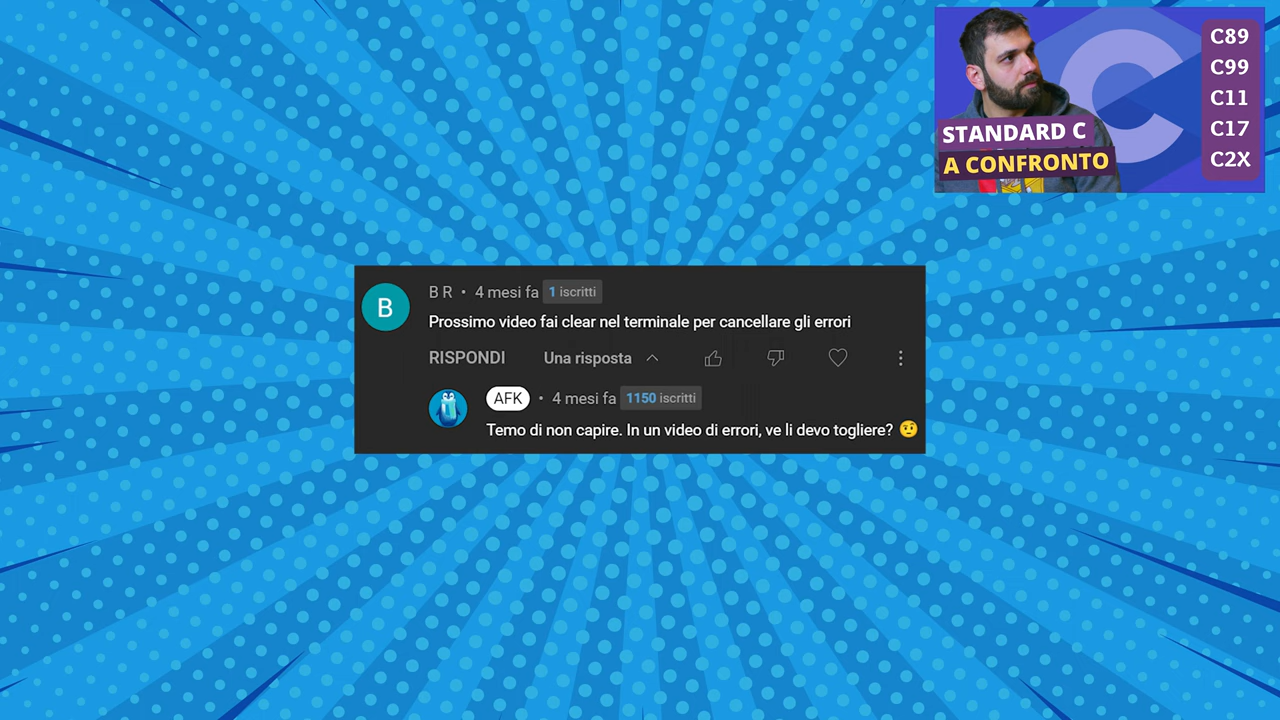 STANDARD C
A CONFRONTO
C89
C99
C11
C17
C2X
B
B R • 4 mesi fa 1 iscritti
Prossimo video fai clear nel terminale per cancellare gli errori
RISPONDI Una risposta
AFK • 4 mesi fa 1150 iscritti
Temo di non capire. In un video di errori, ve li devo togliere? 🤨